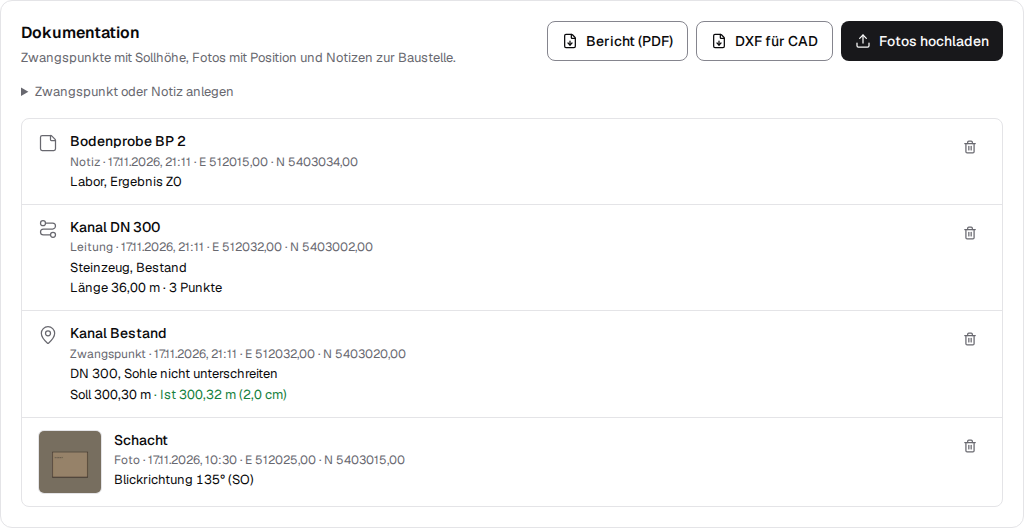 Dokumentation
Zwangspunkte mit Sollhöhe, Fotos mit Position und Notizen zur Baustelle.
Bericht (PDF)
DXF für CAD
Fotos hochladen
Zwangspunkt oder Notiz anlegen
Bodenprobe BP 2
Notiz · 17.11.2026, 21:11 · E 512015,00 · N 5403034,00
Labor, Ergebnis Z0
Kanal DN 300
Leitung · 17.11.2026, 21:11 · E 512032,00 · N 5403002,00
Steinzeug, Bestand
Länge 36,00 m · 3 Punkte
Kanal Bestand
Zwangspunkt · 17.11.2026, 21:11 · E 512032,00 · N 5403020,00
DN 300, Sohle nicht unterschreiten
Soll 300,30 m · Ist 300,32 m (2,0 cm)
Schacht
Foto · 17.11.2026, 10:30 · E 512025,00 · N 5403015,00
Blickrichtung 135° (SO)